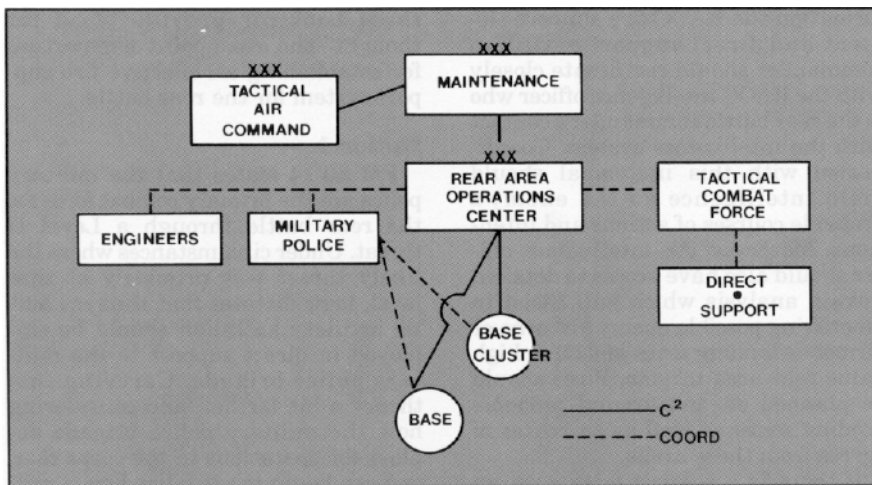 XXX
TACTICAL
AIR
COMMAND
XXX
MAINTENANCE
XXX
REAR AREA
OPERATIONS
CENTER
ENGINEERS
MILITARY
POLICE
TACTICAL
COMBAT
FORCE
DIRECT
SUPPORT
BASE
CLUSTER
BASE
C²
COORD